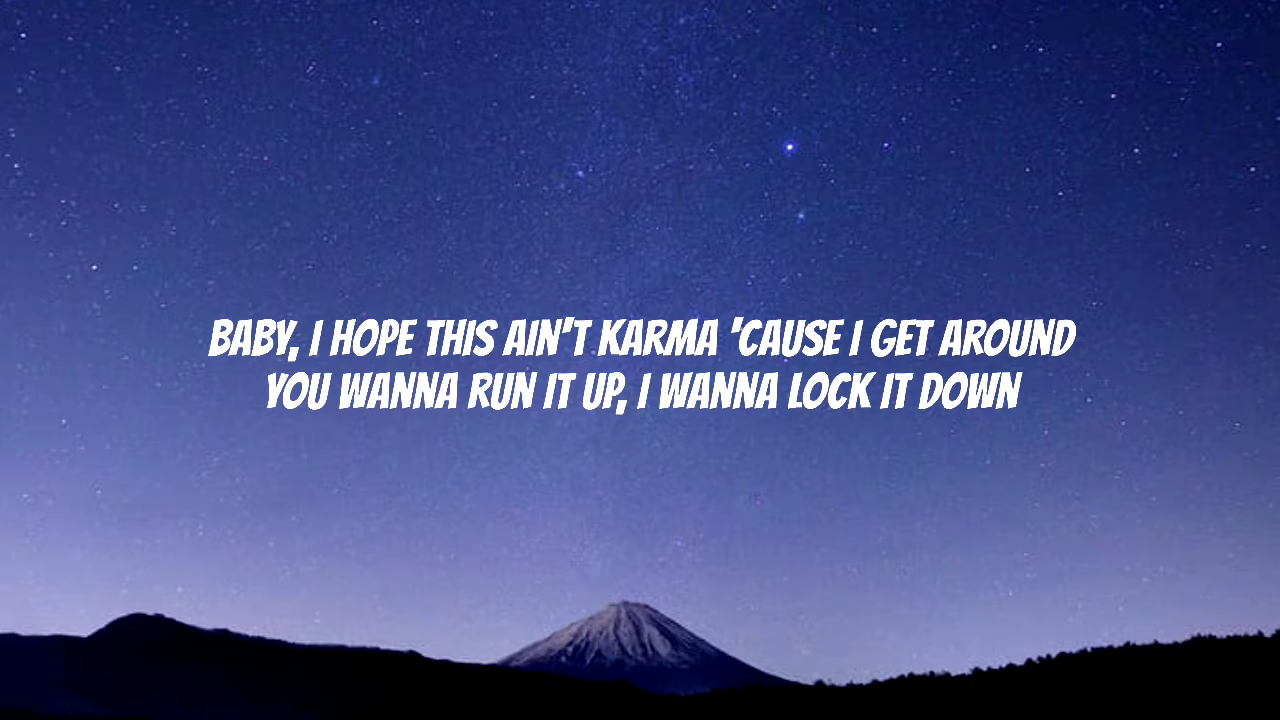 BABY, I HOPE THIS AIN'T KARMA 'CAUSE I GET AROUND
YOU WANNA RUN IT UP, I WANNA LOCK IT DOWN